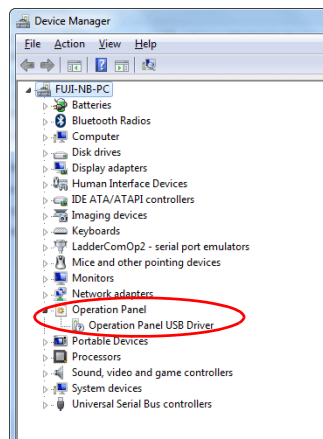 Device Manager
File Action View Help
FUJI-NB-PC
Batteries
Bluetooth Radios
Computer
Disk drives
Display adapters
Human Interface Devices
IDE ATA/ATAPI controllers
Imaging devices
Keyboards
LadderComOp2 - serial port emulators
Mice and other pointing devices
Monitors
Network adapters
Operation Panel
Operation Panel USB Driver
Portable Devices
Processors
Sound, video and game controllers
System devices
Universal Serial Bus controllers